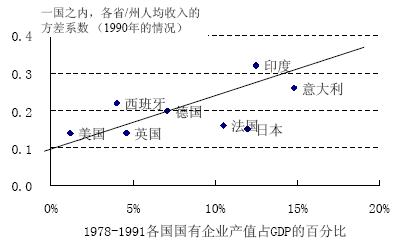 一国之内，各省/州人均收入的
方差系数 （1990年的情况）
0.4
0.3
0.2
0.1
0.0
印度
意大利
西班牙
德国
美国
英国
法国
日本
0%
5%
10%
15%
20%
1978-1991各国国有企业产值占GDP的百分比